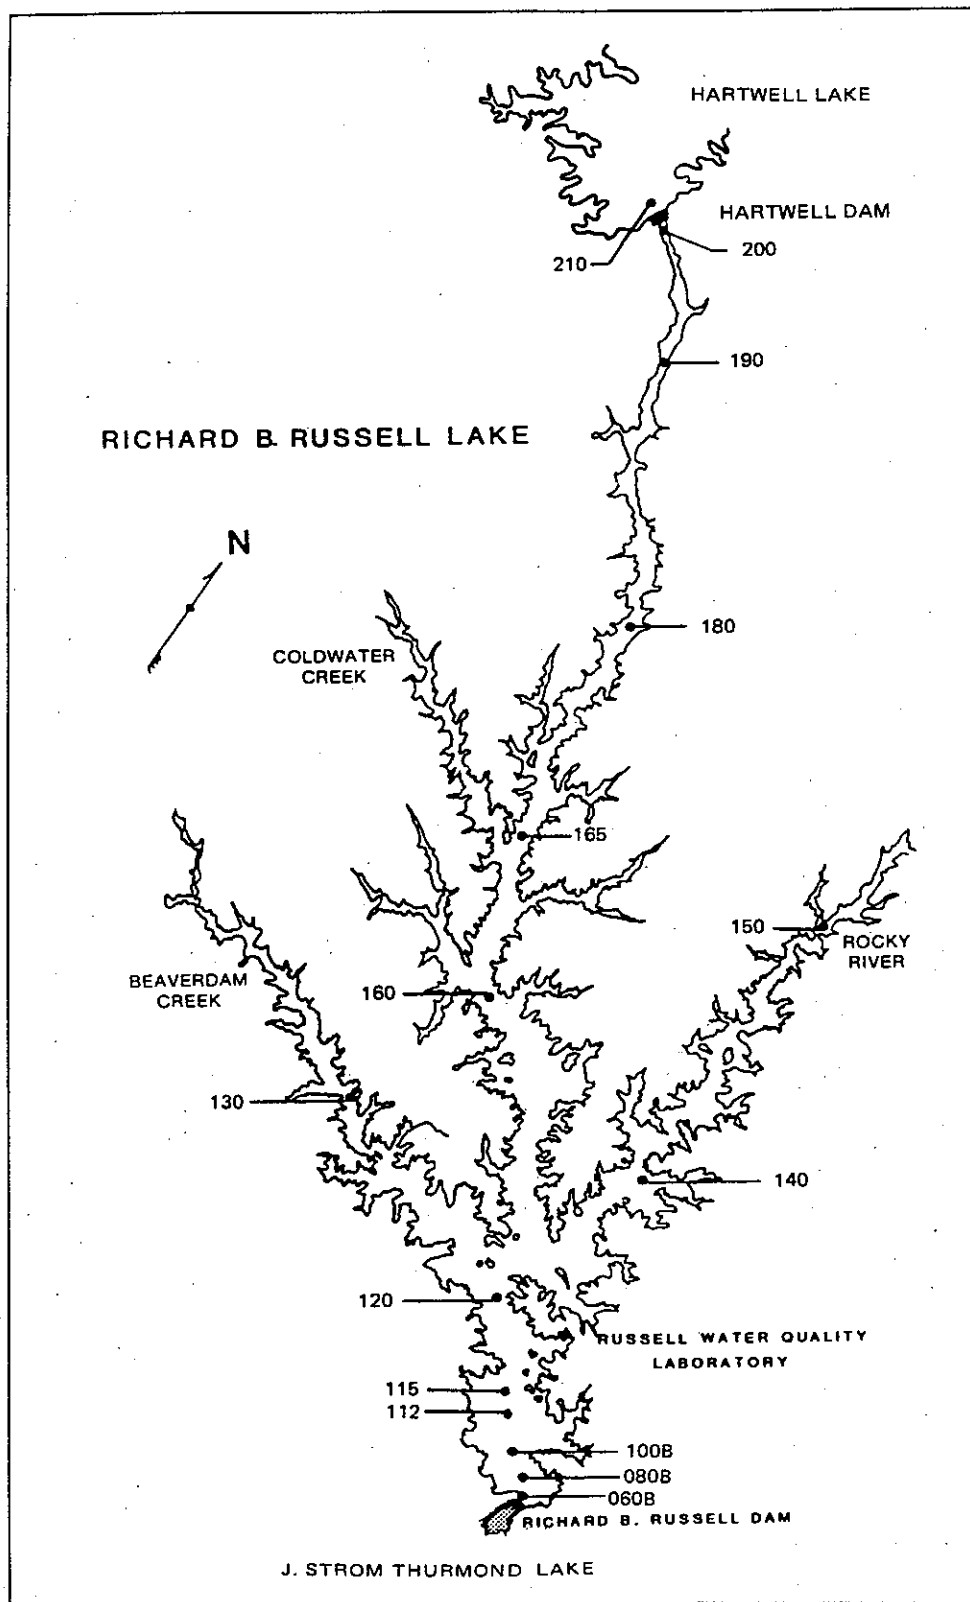 HARTWELL LAKE
HARTWELL DAM
200
210
190
RICHARD B. RUSSELL LAKE
N
180
COLDWATER
CREEK
165
150
ROCKY
RIVER
BEAVERDAM
CREEK
160
130
140
120
RUSSELL WATER QUALITY
LABORATORY
115
112
100B
080B
060B
RICHARD B. RUSSELL DAM
J. STROM THURMOND LAKE